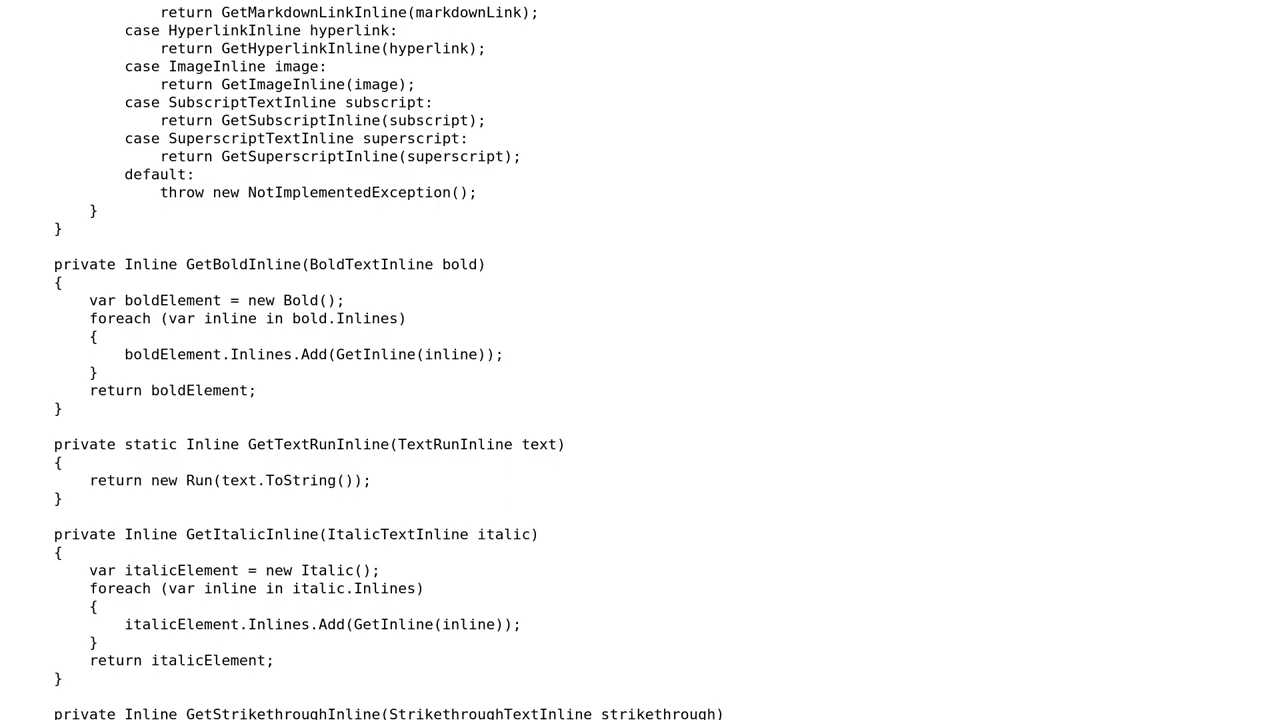 return GetMarkdownLinkInline(markdownLink);
            case HyperlinkInline hyperlink:
                return GetHyperlinkInline(hyperlink);
            case ImageInline image:
                return GetImageInline(image);
            case SubscriptTextInline subscript:
                return GetSubscriptInline(subscript);
            case SuperscriptTextInline superscript:
                return GetSuperscriptInline(superscript);
            default:
                throw new NotImplementedException();
        }
    }

    private Inline GetBoldInline(BoldTextInline bold)
    {
        var boldElement = new Bold();
        foreach (var inline in bold.Inlines)
        {
            boldElement.Inlines.Add(GetInline(inline));
        }
        return boldElement;
    }

    private static Inline GetTextRunInline(TextRunInline text)
    {
        return new Run(text.ToString());
    }

    private Inline GetItalicInline(ItalicTextInline italic)
    {
        var italicElement = new Italic();
        foreach (var inline in italic.Inlines)
        {
            italicElement.Inlines.Add(GetInline(inline));
        }
        return italicElement;
    }

    private Inline GetStrikethroughInline(StrikethroughTextInline strikethrough)